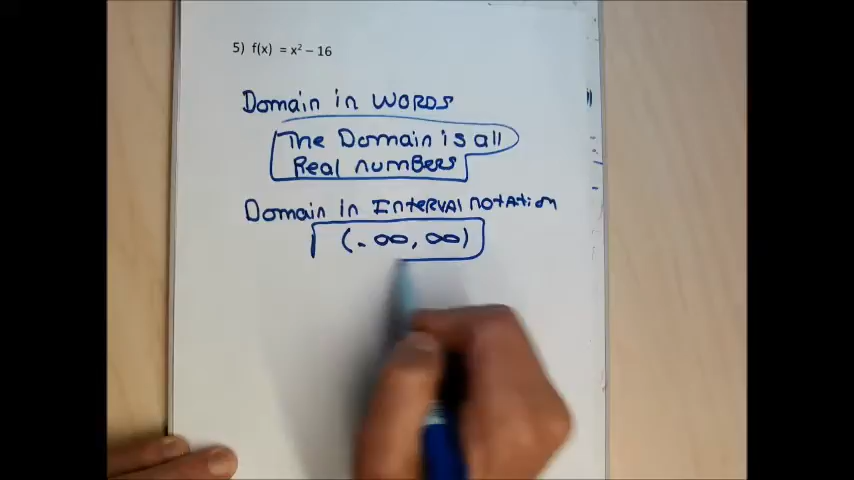 5) f(x) = x² – 16
Domain in WORDS
The Domain is all
Real numBers
Domain in INterVAl notAtion
(-∞, ∞)